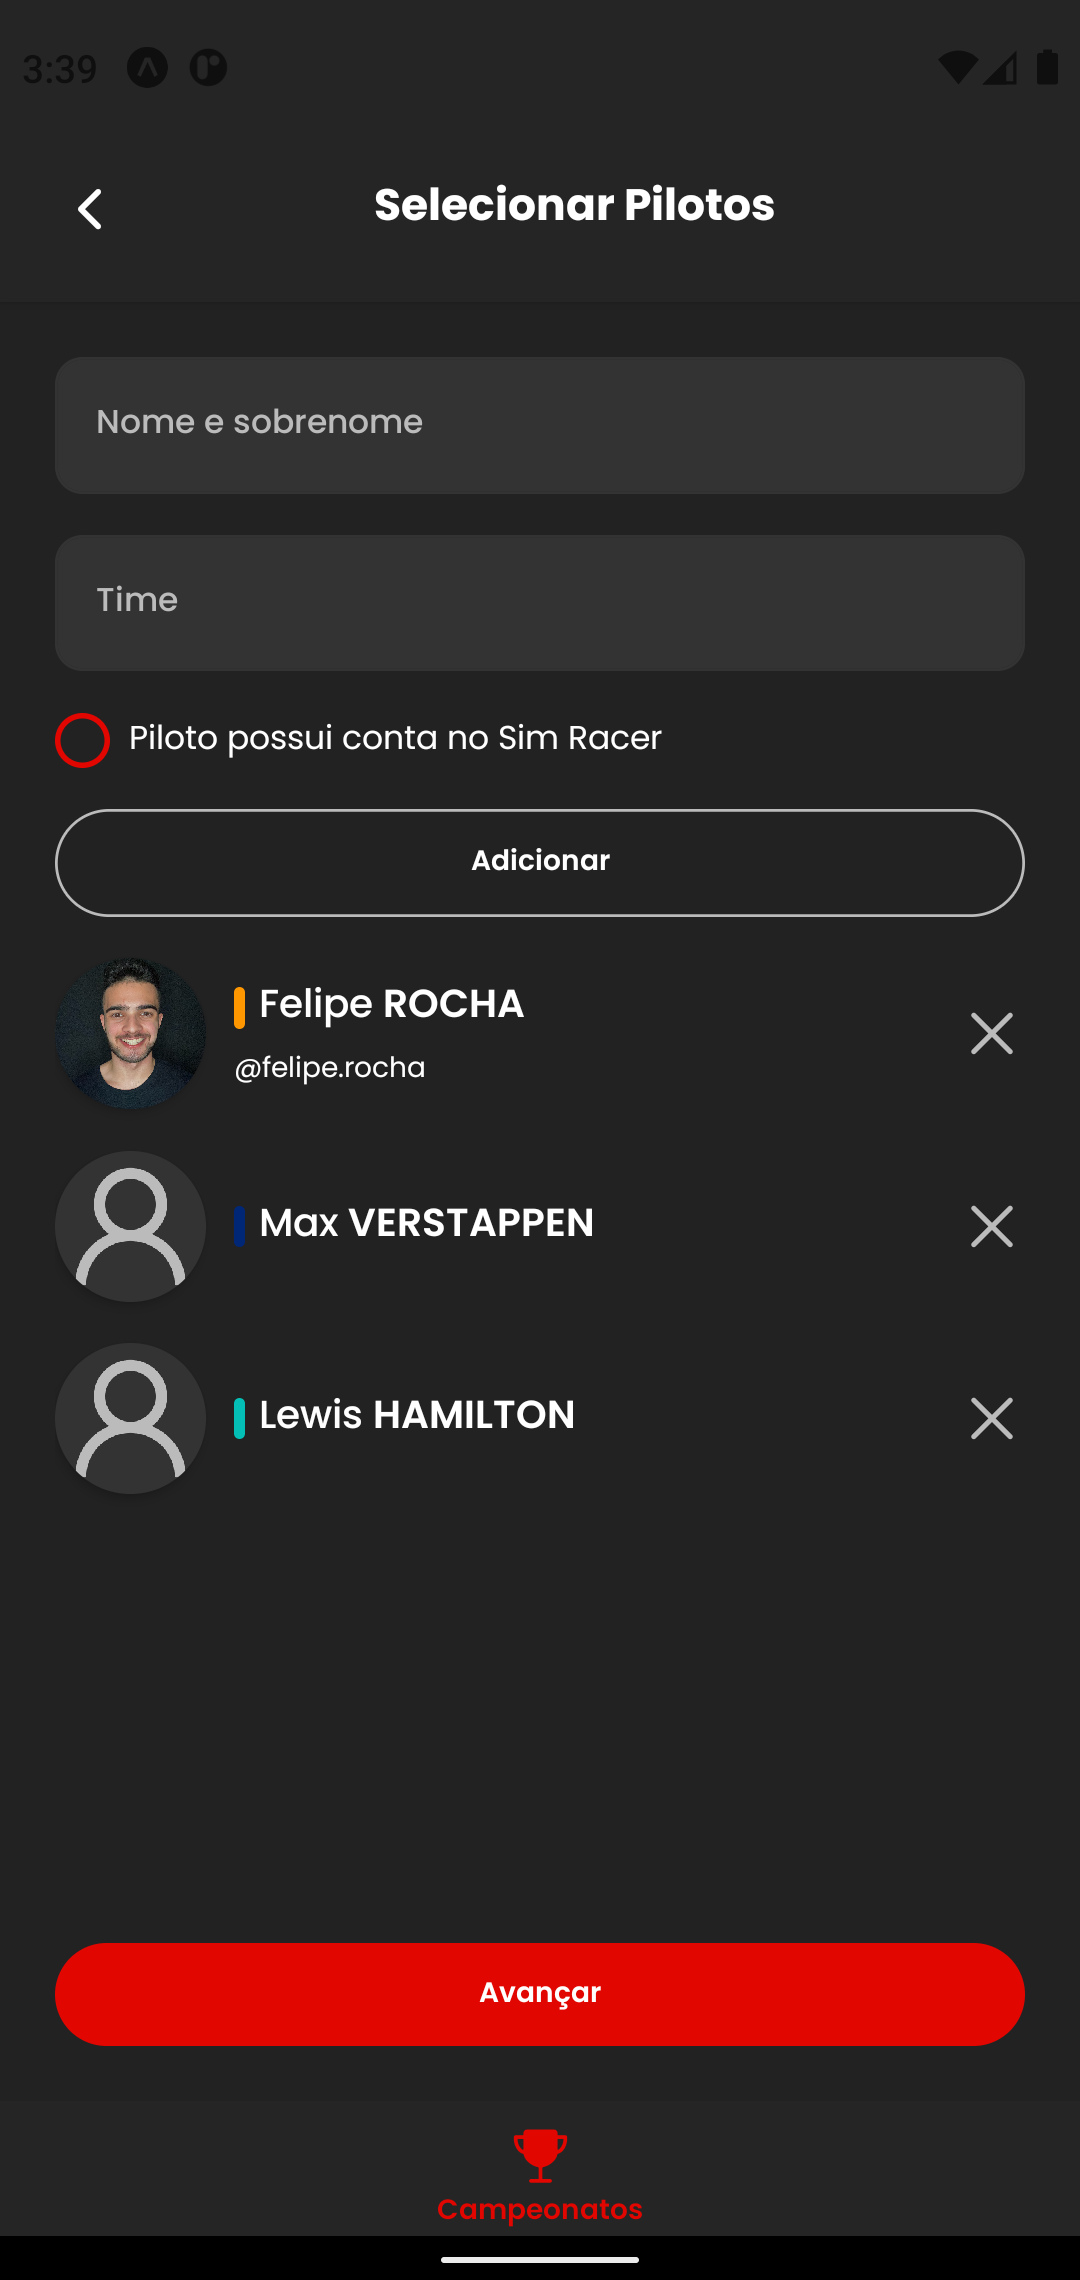 3:39
Selecionar Pilotos
Nome e sobrenome
Time
Piloto possui conta no Sim Racer
Adicionar
Felipe ROCHA
@felipe.rocha
Max VERSTAPPEN
Lewis HAMILTON
Avançar
Campeonatos